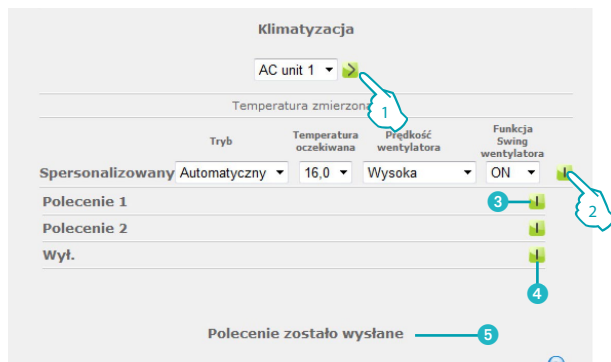 Klimatyzacja
AC unit 1
1
Temperatura zmierzona
Tryb
Temperatura oczekiwana
Prędkość wentylatora
Funkcja Swing wentylatora
Spersonalizowany Automatyczny 16,0 Wysoka ON
2
Polecenie 1
3
Polecenie 2
Wył.
4
Polecenie zostało wysłane
5